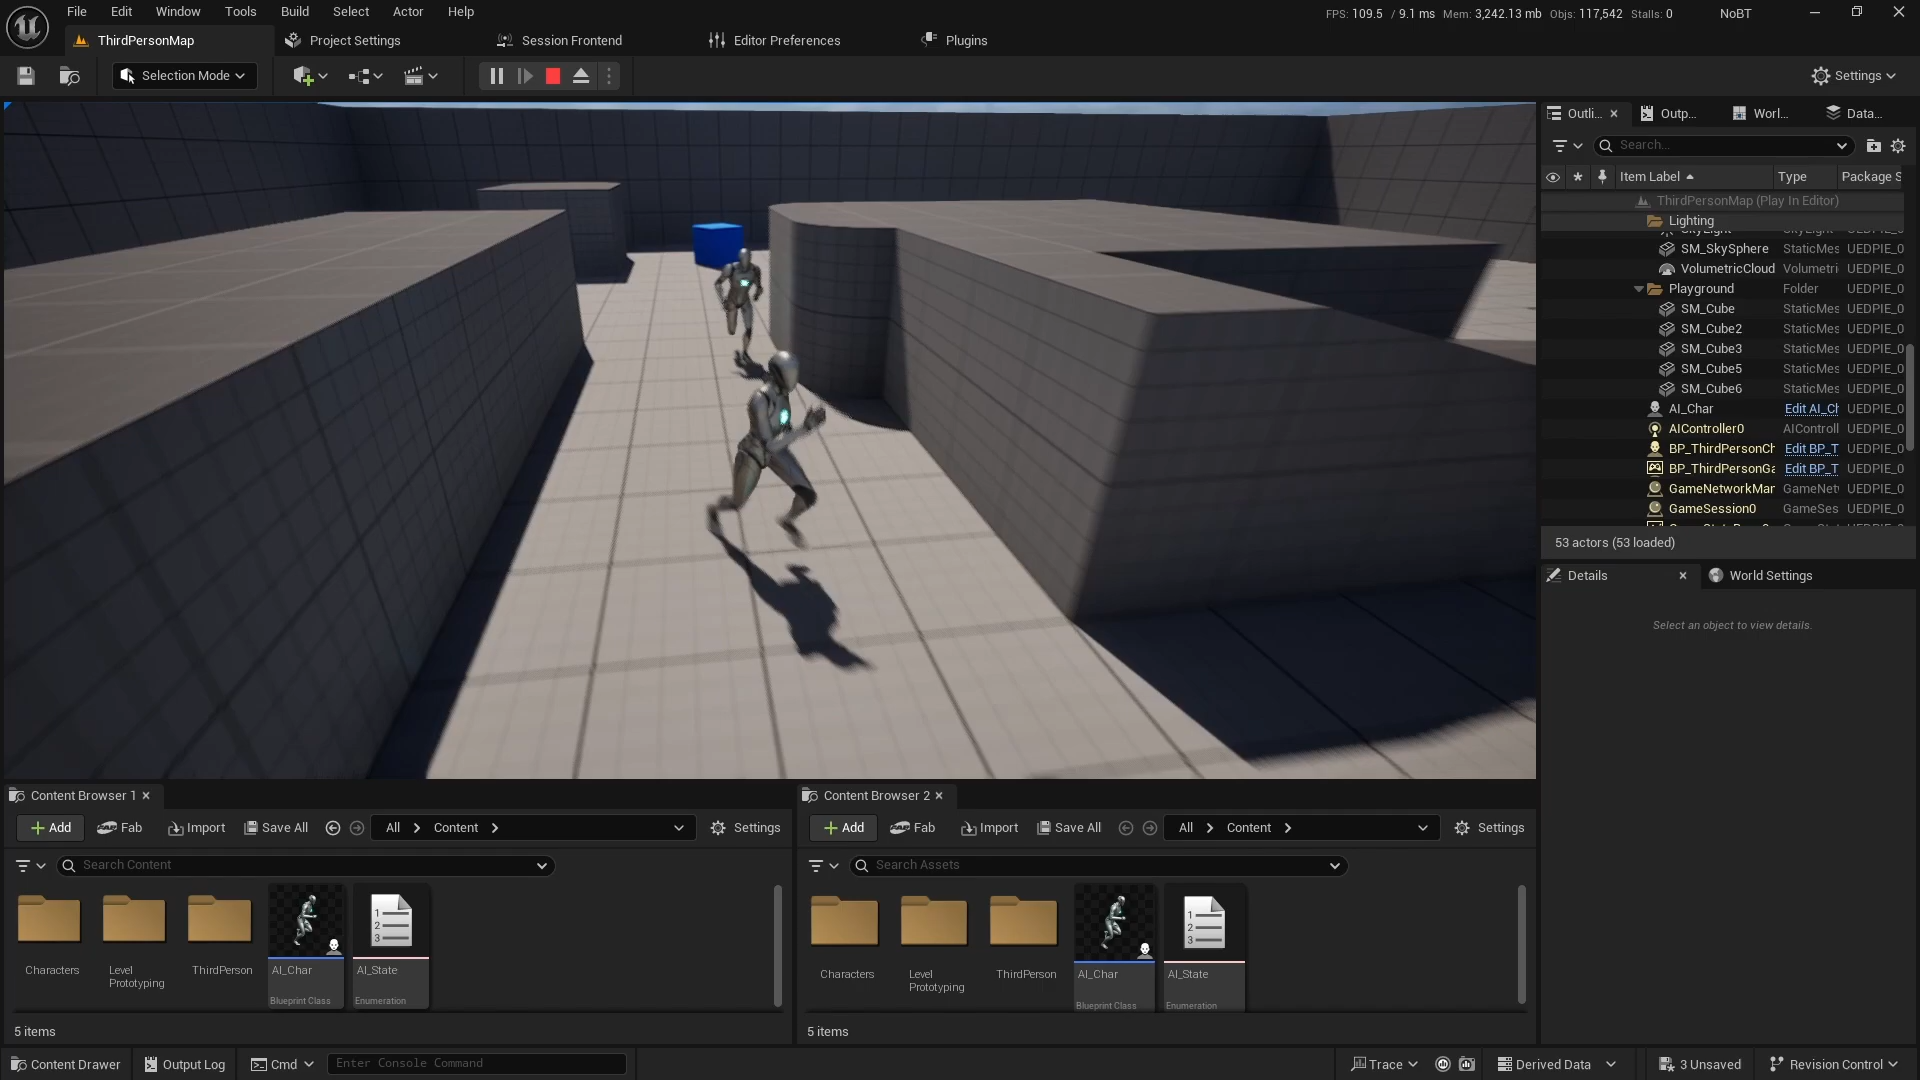 File Edit Window Tools Build Select Actor Help
FPS: 109.5 / 9.1 ms Mem: 3,242.13 mb Objs: 117,542 Stalls: 0 NoBT
ThirdPersonMap Project Settings Session Frontend Editor Preferences Plugins
Selection Mode Settings
Outli... Outp... Worl... Data...
Search...
Item Label Type Package S
ThirdPersonMap (Play In Editor)
Lighting
SM_SkySphere StaticMes UEDPIE_0
VolumetricCloud Volumetri UEDPIE_0
Playground Folder UEDPIE_0
SM_Cube StaticMes UEDPIE_0
SM_Cube2 StaticMes UEDPIE_0
SM_Cube3 StaticMes UEDPIE_0
SM_Cube5 StaticMes UEDPIE_0
SM_Cube6 StaticMes UEDPIE_0
AI_Char Edit AI_Ch UEDPIE_0
AIController0 AIControll UEDPIE_0
BP_ThirdPersonCh Edit BP_T UEDPIE_0
BP_ThirdPersonGa Edit BP_T UEDPIE_0
GameNetworkMan GameNetw UEDPIE_0
GameSession0 GameSes UEDPIE_0
53 actors (53 loaded)
Details World Settings
Select an object to view details.
Content Browser 1
Add Fab Import Save All All Content Settings
Search Content
Characters
Level
Prototyping
ThirdPerson
AI_Char
Blueprint Class
1
2
3
AI_State
Enumeration
5 items
Content Browser 2
Add Fab Import Save All All Content Settings
Search Assets
Characters
Level
Prototyping
ThirdPerson
AI_Char
Blueprint Class
1
2
3
AI_State
Enumeration
5 items
Content Drawer Output Log Cmd Enter Console Command Trace Derived Data 3 Unsaved Revision Control